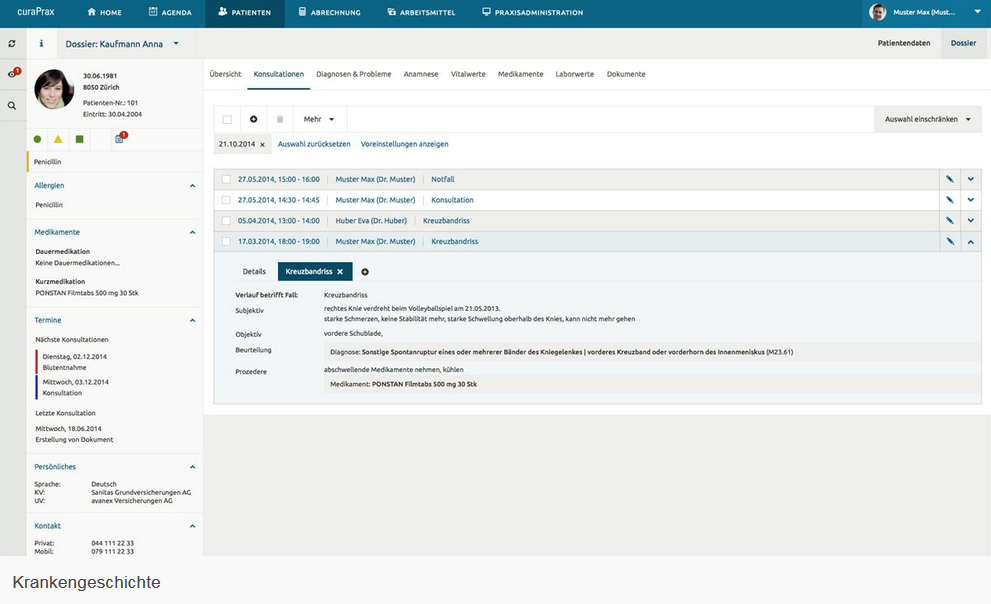 curaPrax HOME AGENDA PATIENTEN ABRECHNUNG ARBEITSMITTEL PRAXISADMINISTRATION Muster Max (Must...
i Dossier: Kaufmann Anna Patientendaten Dossier
1
30.06.1981
8050 Zürich
Patienten-Nr.: 101
Eintritt: 30.04.2004
1
Penicillin
Allergien
Penicillin
Medikamente
Dauermedikation
Keine Dauermedikationen...
Kurzmedikation
PONSTAN Filmtabs 500 mg 30 Stk
Termine
Nächste Konsultationen
Dienstag, 02.12.2014
Blutentnahme
Mittwoch, 03.12.2014
Konsultation
Letzte Konsultation
Mittwoch, 18.06.2014
Erstellung von Dokument
Persönliches
Sprache: Deutsch
KV: Sanitas Grundversicherungen AG
UV: avanex Versicherungen AG
Kontakt
Privat: 044 111 22 33
Mobil: 079 111 22 33
Übersicht Konsultationen Diagnosen & Probleme Anamnese Vitalwerte Medikamente Laborwerte Dokumente
Mehr Auswahl einschränken
21.10.2014 × Auswahl zurücksetzen Voreinstellungen anzeigen
27.05.2014, 15:00 - 16:00 Muster Max (Dr. Muster) Notfall
27.05.2014, 14:30 - 14:45 Muster Max (Dr. Muster) Konsultation
05.04.2014, 13:00 - 14:00 Huber Eva (Dr. Huber) Kreuzbandriss
17.03.2014, 18:00 - 19:00 Muster Max (Dr. Muster) Kreuzbandriss
Details Kreuzbandriss ×
Verlauf betrifft Fall: Kreuzbandriss
Subjektiv rechtes Knie verdreht beim Volleyballspiel am 21.05.2013.
starke Schmerzen, keine Stabilität mehr, starke Schwellung oberhalb des Knies, kann nicht mehr gehen
Objektiv vordere Schublade,
Beurteilung Diagnose: Sonstige Spontanruptur eines oder mehrerer Bänder des Kniegelenkes | vorderes Kreuzband oder vorderhorn des Innenmeniskus (M23.61)
Prozedere abschwellende Medikamente nehmen, kühlen
Medikament: PONSTAN Filmtabs 500 mg 30 Stk
Krankengeschichte